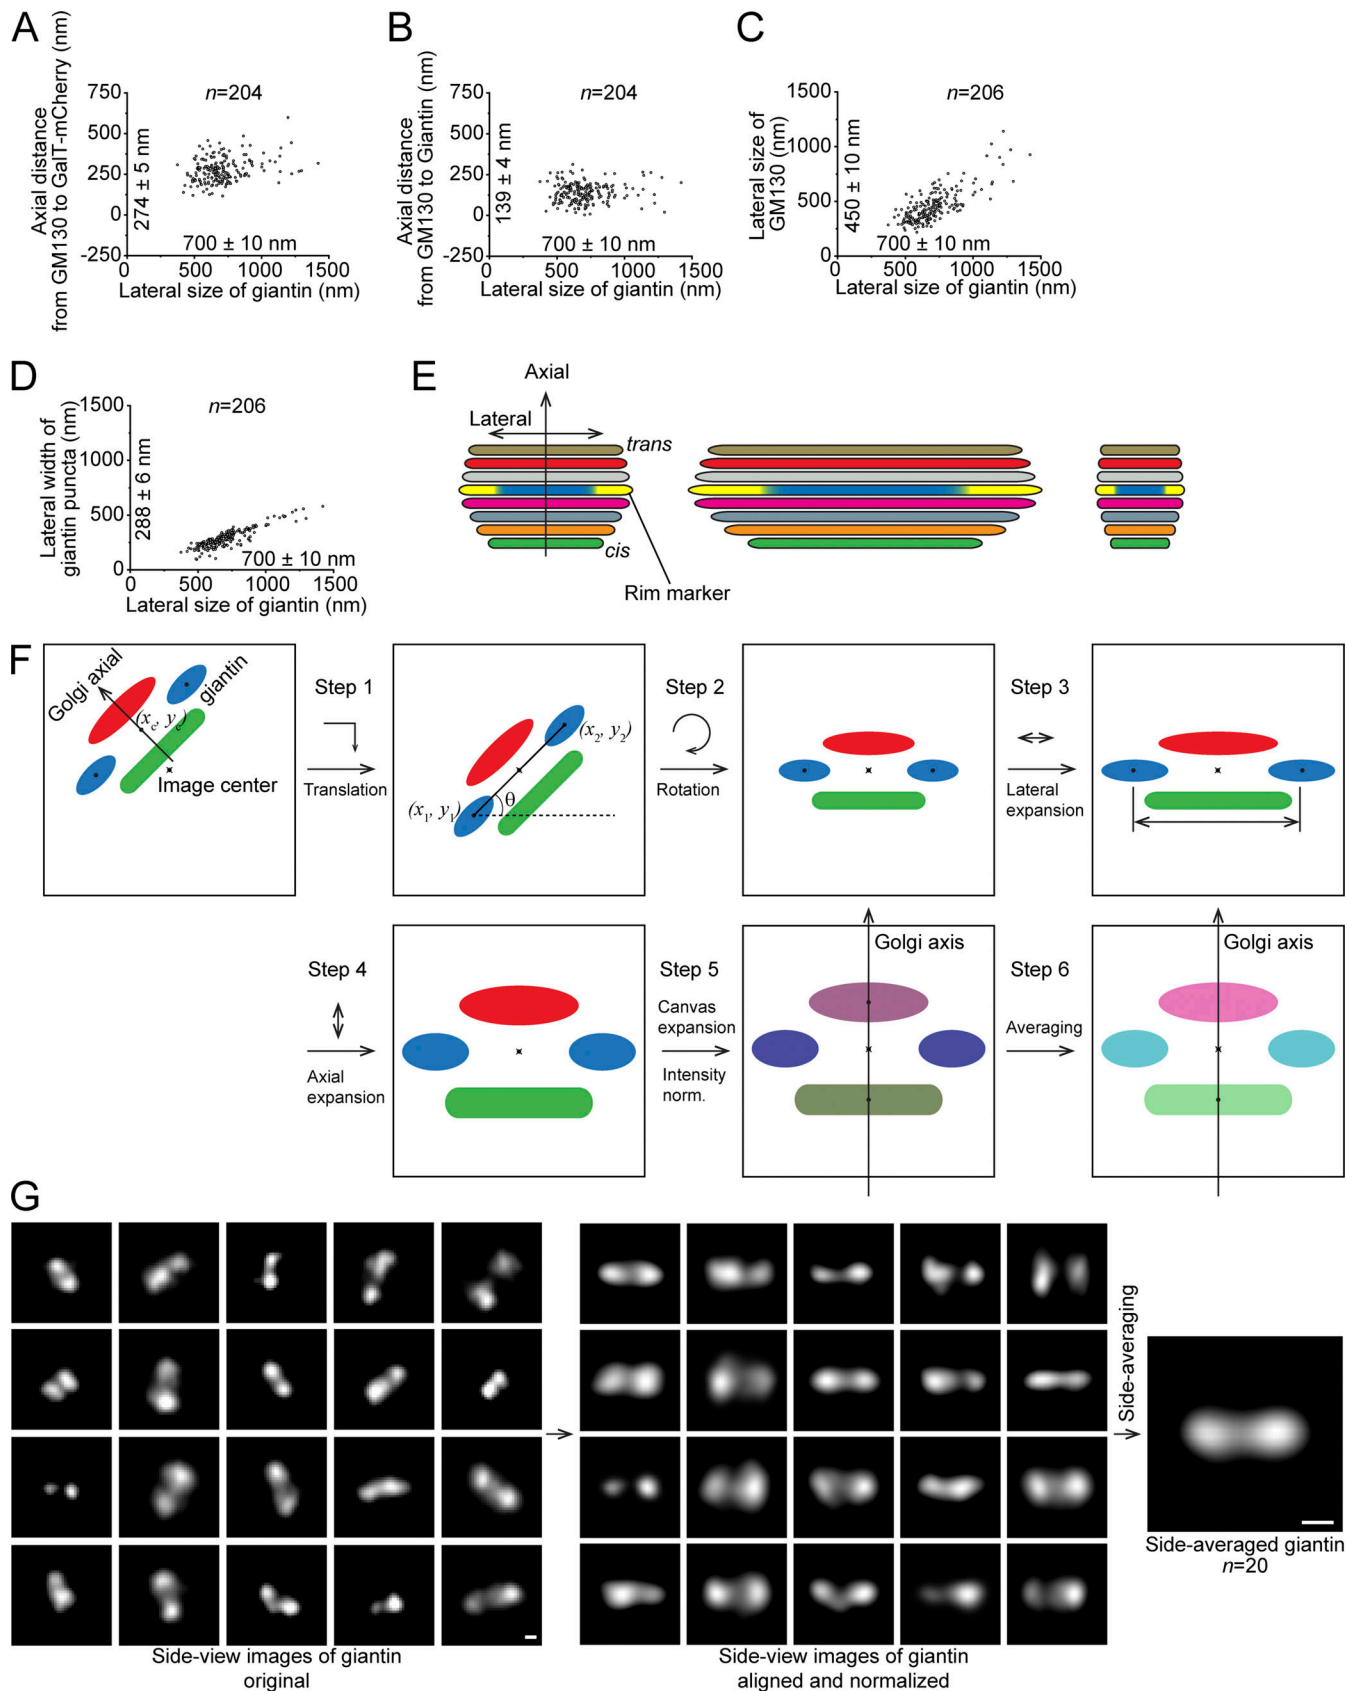 A
Axial distance
from GM130 to GalT-mCherry (nm)
n=204
750
500
250
0
-250
274 ± 5 nm
700 ± 10 nm
0 500 1000 1500
Lateral size of giantin (nm)
B
Axial distance
from GM130 to Giantin (nm)
n=204
750
500
250
0
-250
139 ± 4 nm
700 ± 10 nm
0 500 1000 1500
Lateral size of giantin (nm)
C
Lateral size of
GM130 (nm)
n=206
1500
1000
500
0
450 ± 10 nm
700 ± 10 nm
0 500 1000 1500
Lateral size of giantin (nm)
D
Lateral width of
giantin puncta (nm)
n=206
1500
1000
500
0
288 ± 6 nm
700 ± 10 nm
0 500 1000 1500
Lateral size of giantin (nm)
E
Axial
Lateral
trans
cis
Rim marker
F
Golgi axial
giantin
(xc, yc)
Image center
Step 1
Translation
(x2, y2)
(x1, y1)
θ
Step 2
Rotation
Step 3
Lateral
expansion
Step 4
Axial
expansion
Step 5
Canvas
expansion
Intensity
norm.
Golgi axis
Step 6
Averaging
Golgi axis
G
Side-view images of giantin
original
Side-view images of giantin
aligned and normalized
Side-averaging
Side-averaged giantin
n=20